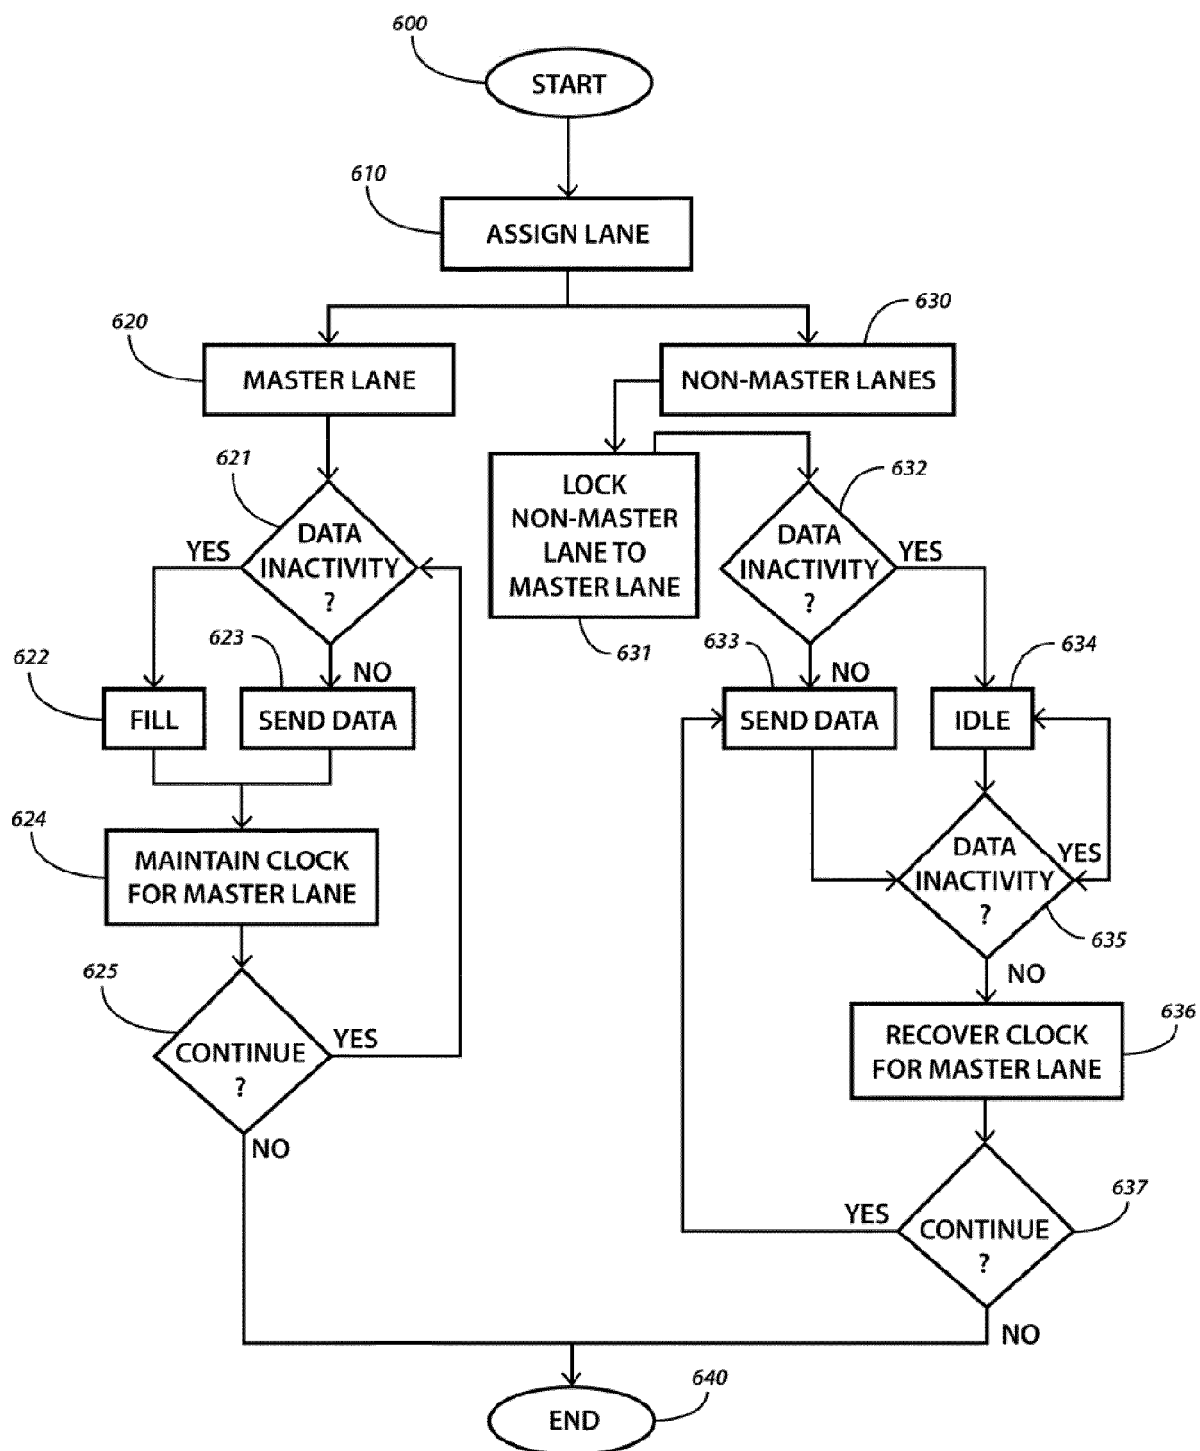 600
START
610
ASSIGN LANE
620
MASTER LANE
630
NON-MASTER LANES
621
DATA
INACTIVITY
?
YES
NO
LOCK
NON-MASTER
LANE TO
MASTER LANE
631
632
DATA
INACTIVITY
?
YES
NO
622
FILL
623
SEND DATA
633
SEND DATA
634
IDLE
624
MAINTAIN CLOCK
FOR MASTER LANE
DATA
INACTIVITY
?
YES
635
NO
625
CONTINUE
?
YES
NO
RECOVER CLOCK
FOR MASTER LANE
636
YES
CONTINUE
?
637
NO
640
END